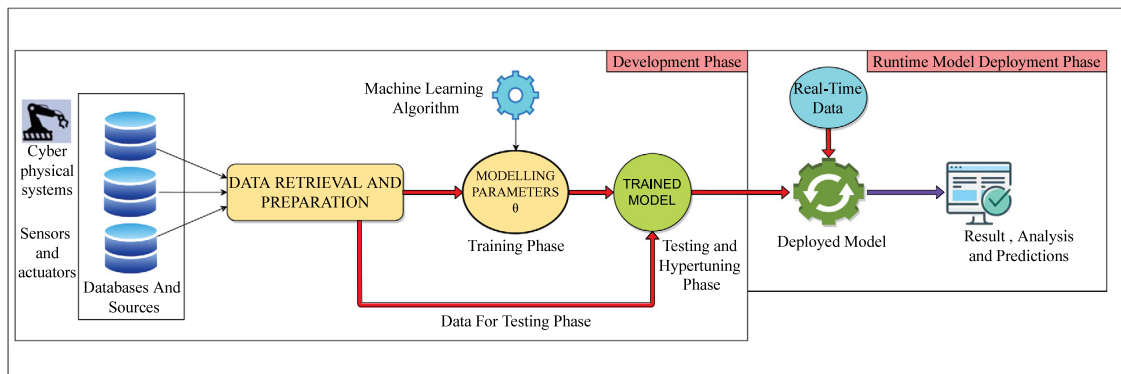 Development Phase
Runtime Model Deployment Phase
Machine Learning
Algorithm
Real-Time
Data
Cyber
physical
systems
Sensors
and
actuators
Databases And
Sources
DATA RETRIEVAL AND
PREPARATION
MODELLING
PARAMETERS
θ
Training Phase
TRAINED
MODEL
Testing and
Hypertuning
Phase
Data For Testing Phase
Deployed Model
Result , Analysis
and Predictions